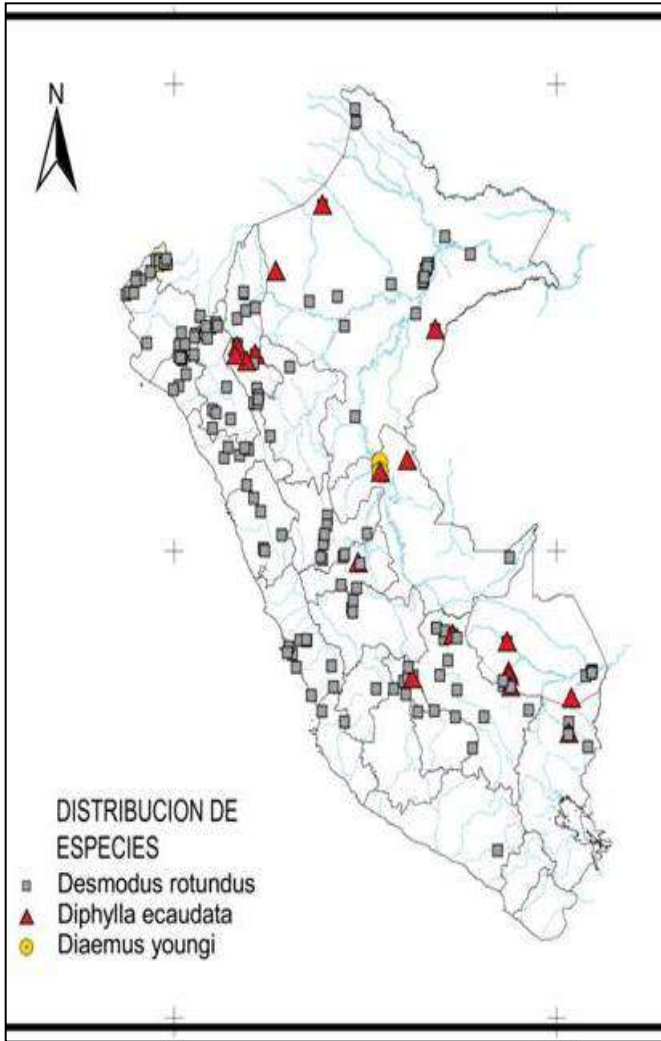 N
DISTRIBUCION DE
ESPECIES
Desmodus rotundus
Diphylla ecaudata
Diaemus youngi